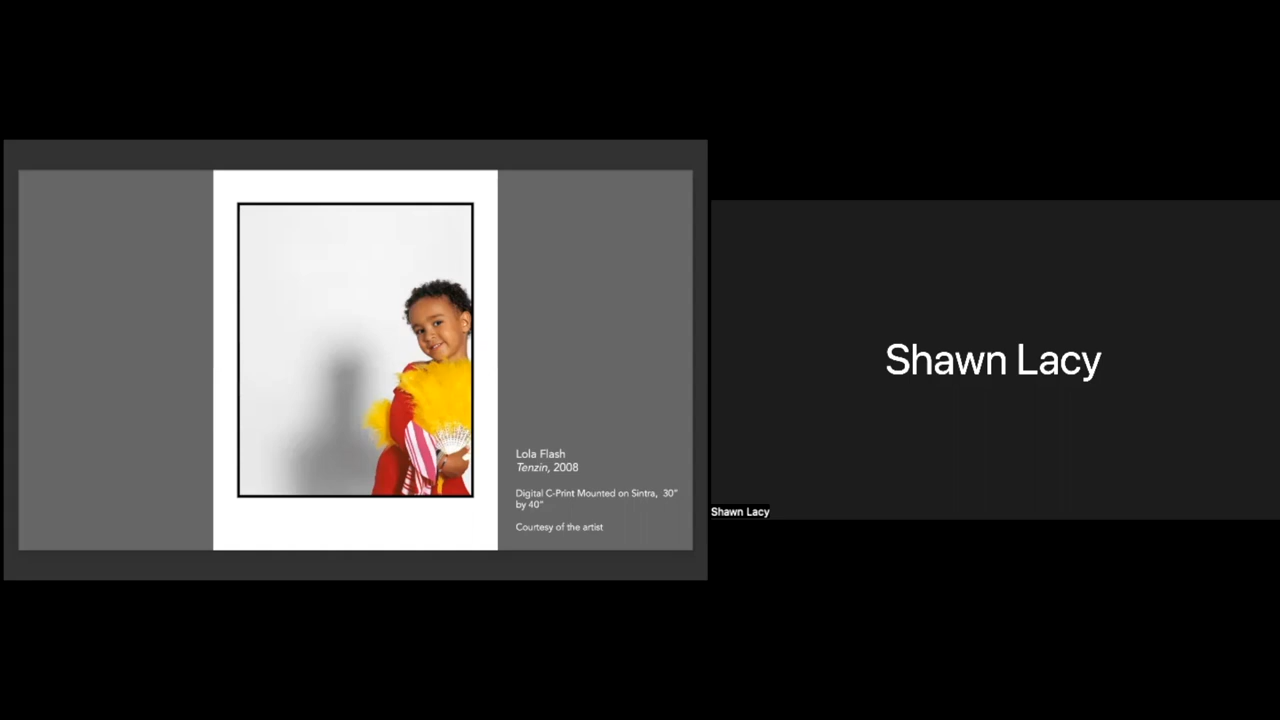 Lola Flash
Tenzin, 2008
Digital C-Print Mounted on Sintra, 30"
by 40"
Courtesy of the artist
Shawn Lacy
Shawn Lacy